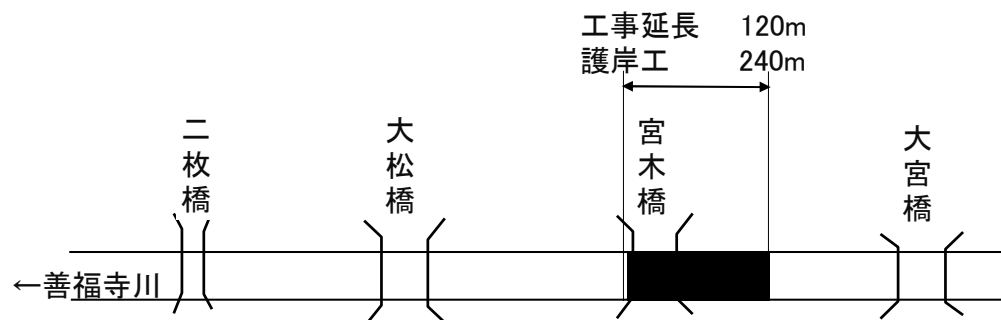 工事延長 120m
護岸工 240m
二枚橋
大松橋
宮木橋
大宮橋
←善福寺川